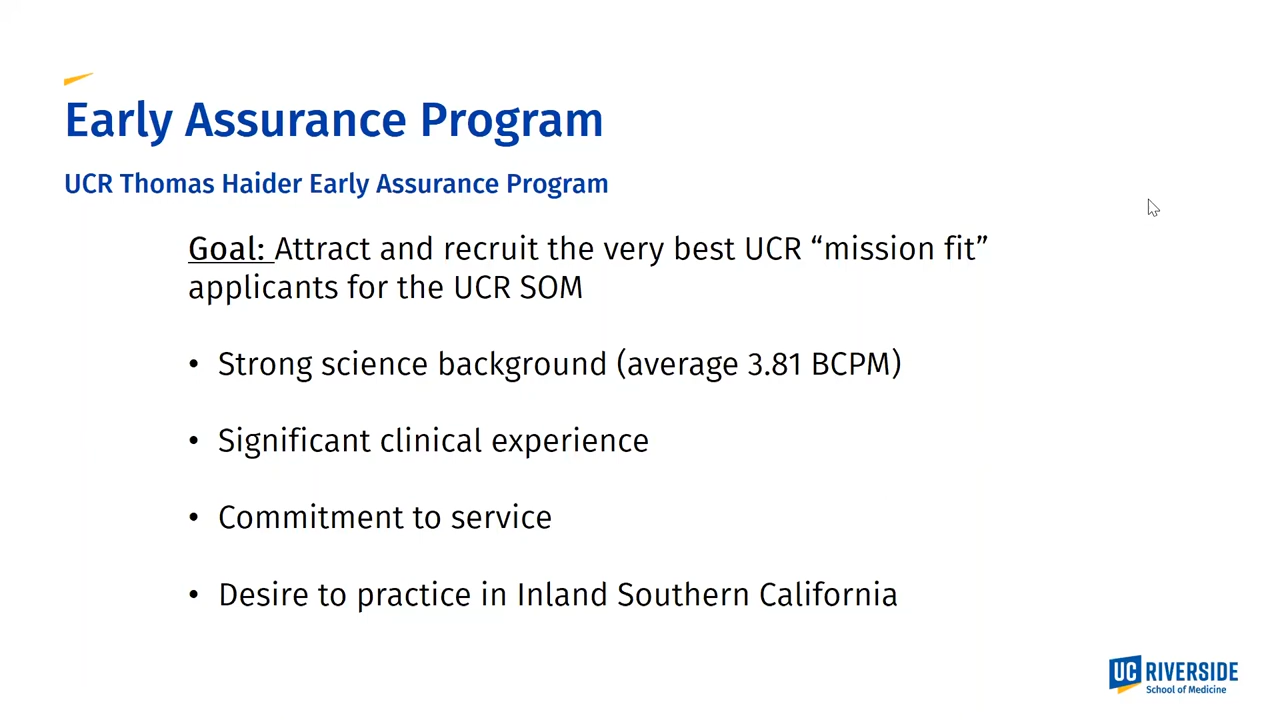 Early Assurance Program
UCR Thomas Haider Early Assurance Program
Goal: Attract and recruit the very best UCR “mission fit”
applicants for the UCR SOM
• Strong science background (average 3.81 BCPM)
• Significant clinical experience
• Commitment to service
• Desire to practice in Inland Southern California
UC RIVERSIDE
School of Medicine